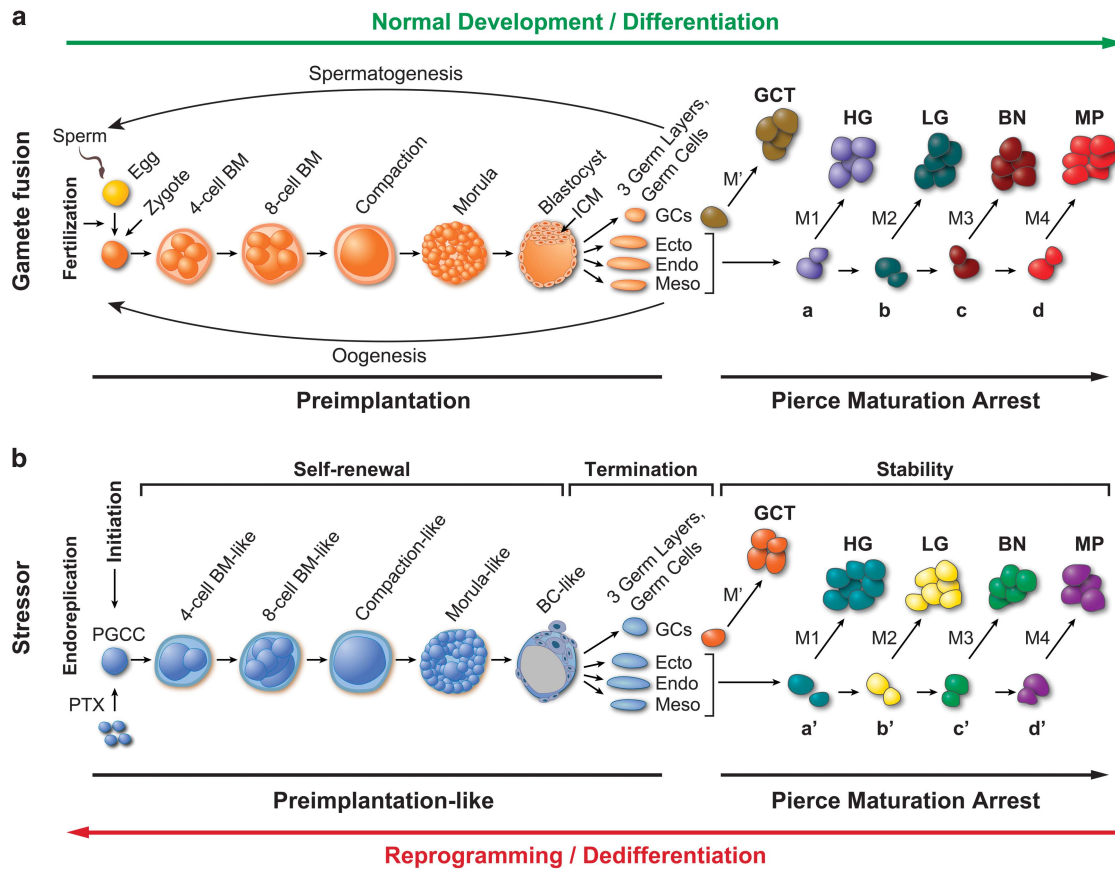 a
Normal Development / Differentiation
Gamete fusion
Spermatogenesis
Sperm
Egg
Fertilization
Zygote
4-cell BM
8-cell BM
Compaction
Morula
Blastocyst
ICM
3 Germ Layers,
Germ Cells
GCs
Ecto
Endo
Meso
Oogenesis
GCT
M'
HG
LG
BN
MP
M1
M2
M3
M4
a
b
c
d
Preimplantation
Pierce Maturation Arrest
b
Self-renewal
Termination
Stability
Stressor
Endoreplication
Initiation
PGCC
PTX
4-cell BM-like
8-cell BM-like
Compaction-like
Morula-like
BC-like
3 Germ Layers,
Germ Cells
GCs
Ecto
Endo
Meso
GCT
M'
HG
LG
BN
MP
M1
M2
M3
M4
a'
b'
c'
d'
Preimplantation-like
Pierce Maturation Arrest
Reprogramming / Dedifferentiation